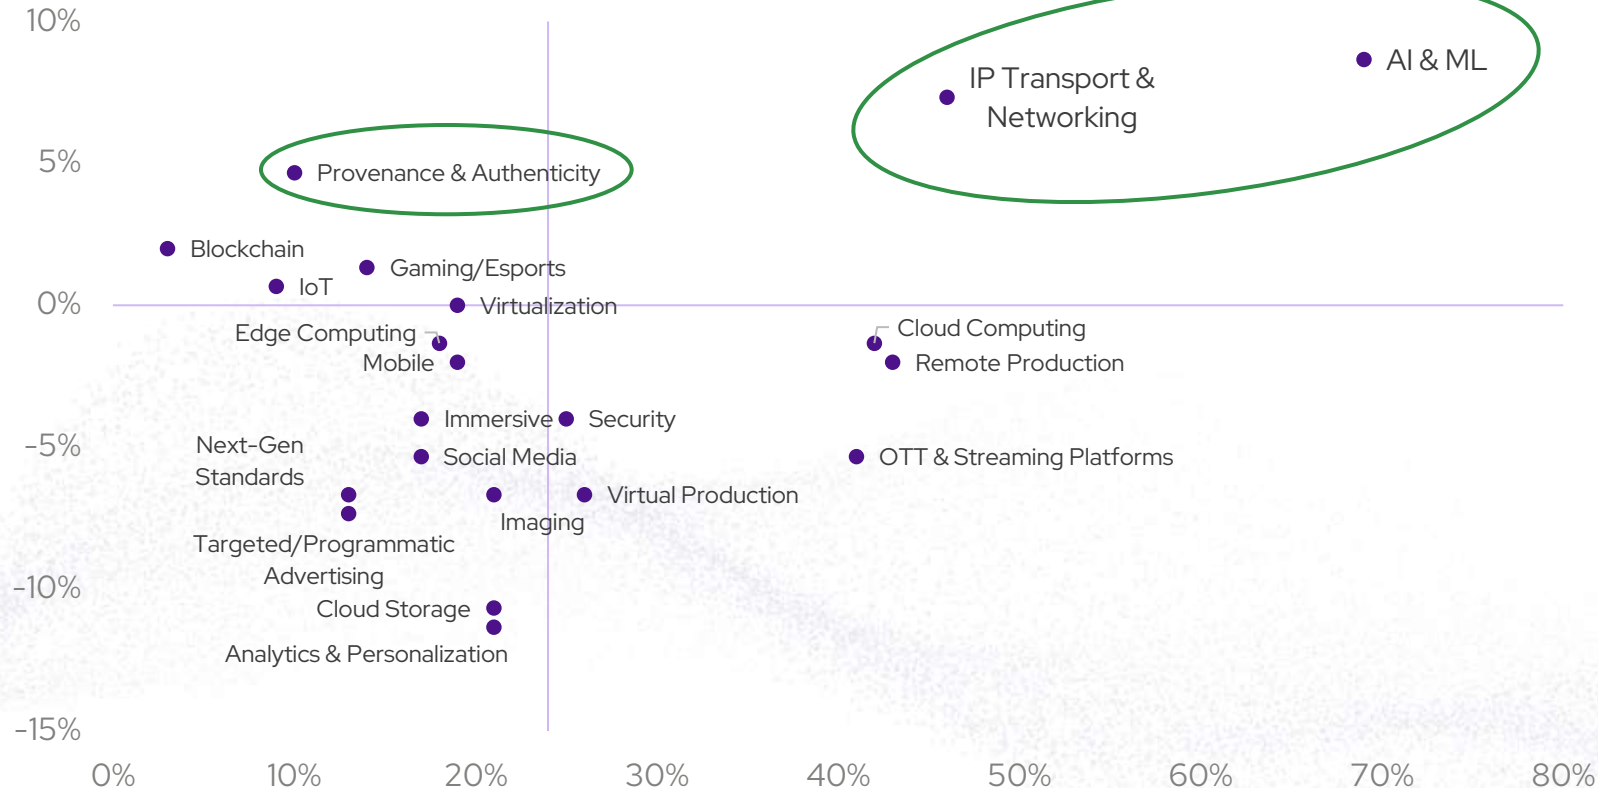 10%
AI & ML
IP Transport &
Networking
5%
Provenance & Authenticity
Blockchain
Gaming/Esports
IoT
0%
Virtualization
Edge Computing
Cloud Computing
Mobile
Remote Production
Immersive
Security
-5%
Next-Gen
Standards
Social Media
OTT & Streaming Platforms
Virtual Production
Imaging
Targeted/Programmatic
Advertising
-10%
Cloud Storage
Analytics & Personalization
-15%
0%
10%
20%
30%
40%
50%
60%
70%
80%